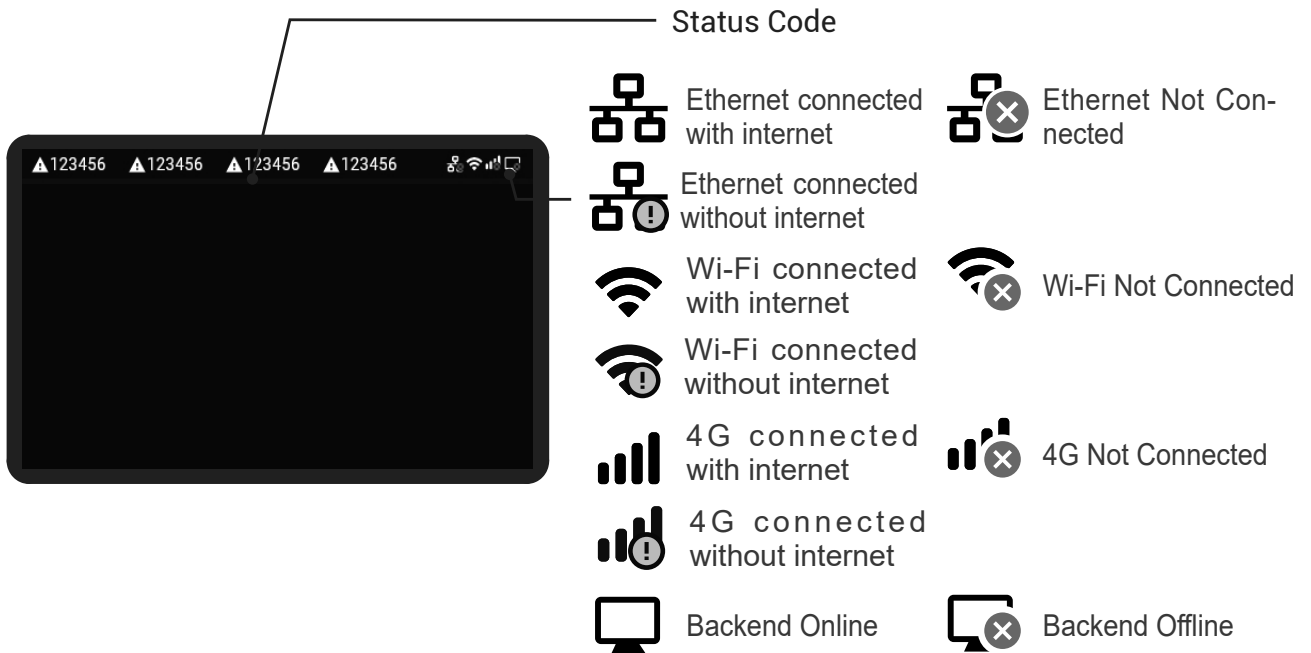 Status Code
123456 123456 123456 123456
Ethernet connected
with internet
Ethernet Not Con-
nected
Ethernet connected
without internet
Wi-Fi connected
with internet
Wi-Fi Not Connected
Wi-Fi connected
without internet
4G connected
with internet
4G Not Connected
4G connected
without internet
Backend Online
Backend Offline